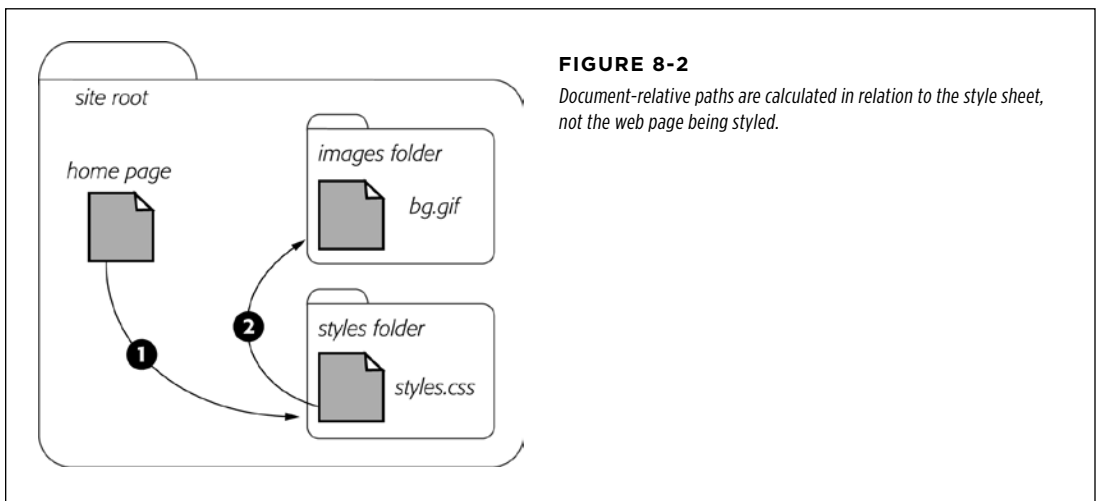 FIGURE 8-2
Document-relative paths are calculated in relation to the style sheet,
not the web page being styled.
site root
home page
images folder
bg.gif
2
1
styles folder
styles.css